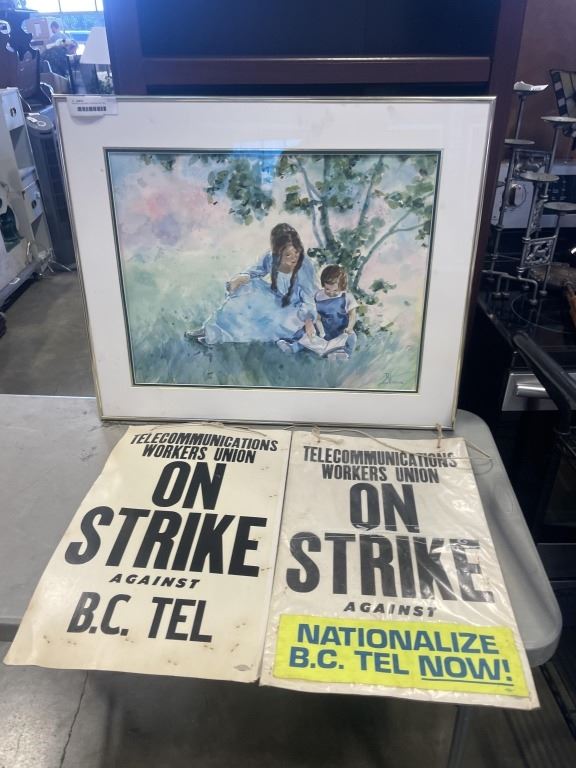 TELECOMMUNICATIONS
WORKERS UNION
ON
STRIKE
AGAINST
B.C. TEL
TELECOMMUNICATIONS
WORKERS UNION
ON
STRIKE
AGAINST
NATIONALIZE
B.C. TEL NOW!